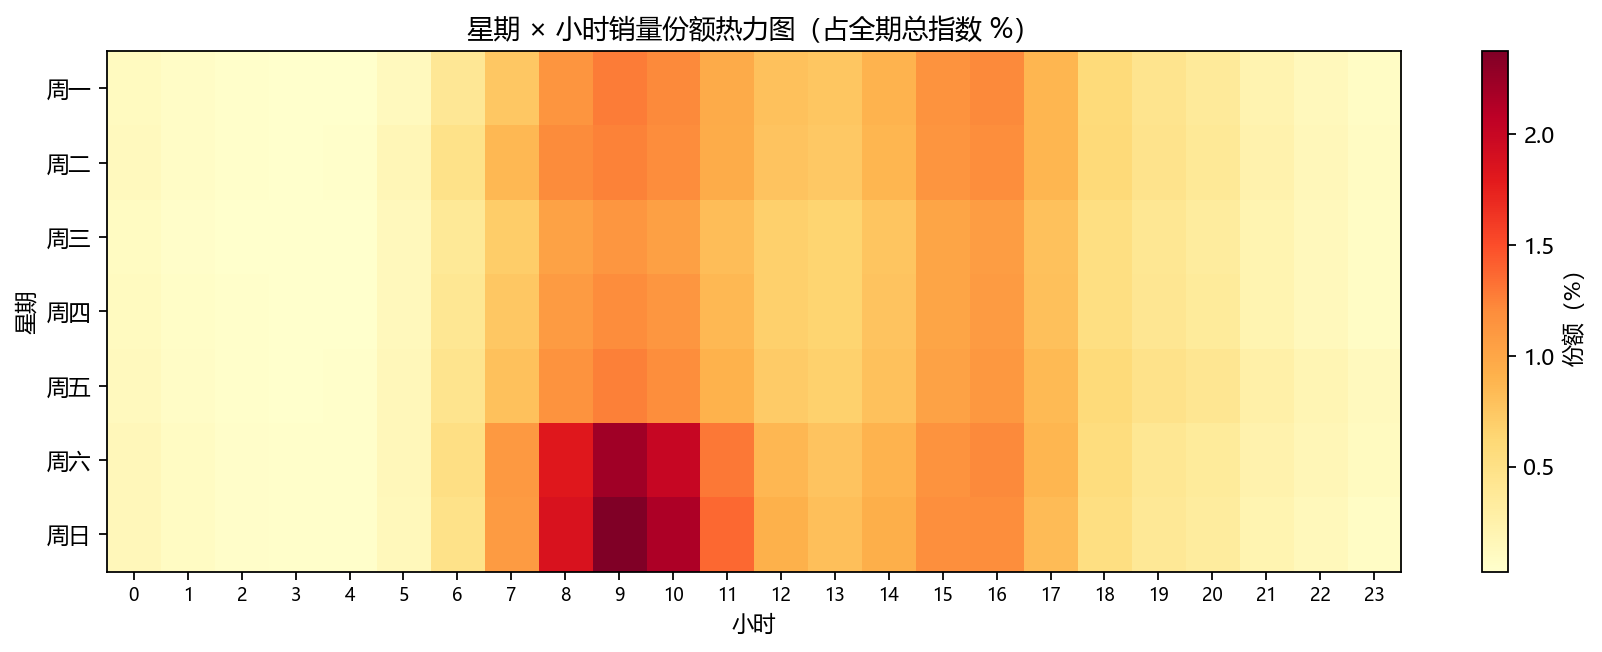 星期 × 小时销量份额热力图（占全期总指数 %）
周一
周二
周三
周四
周五
周六
周日
星期
0 1 2 3 4 5 6 7 8 9 10 11 12 13 14 15 16 17 18 19 20 21 22 23
小时
2.0
1.5
1.0
0.5
份额（%）